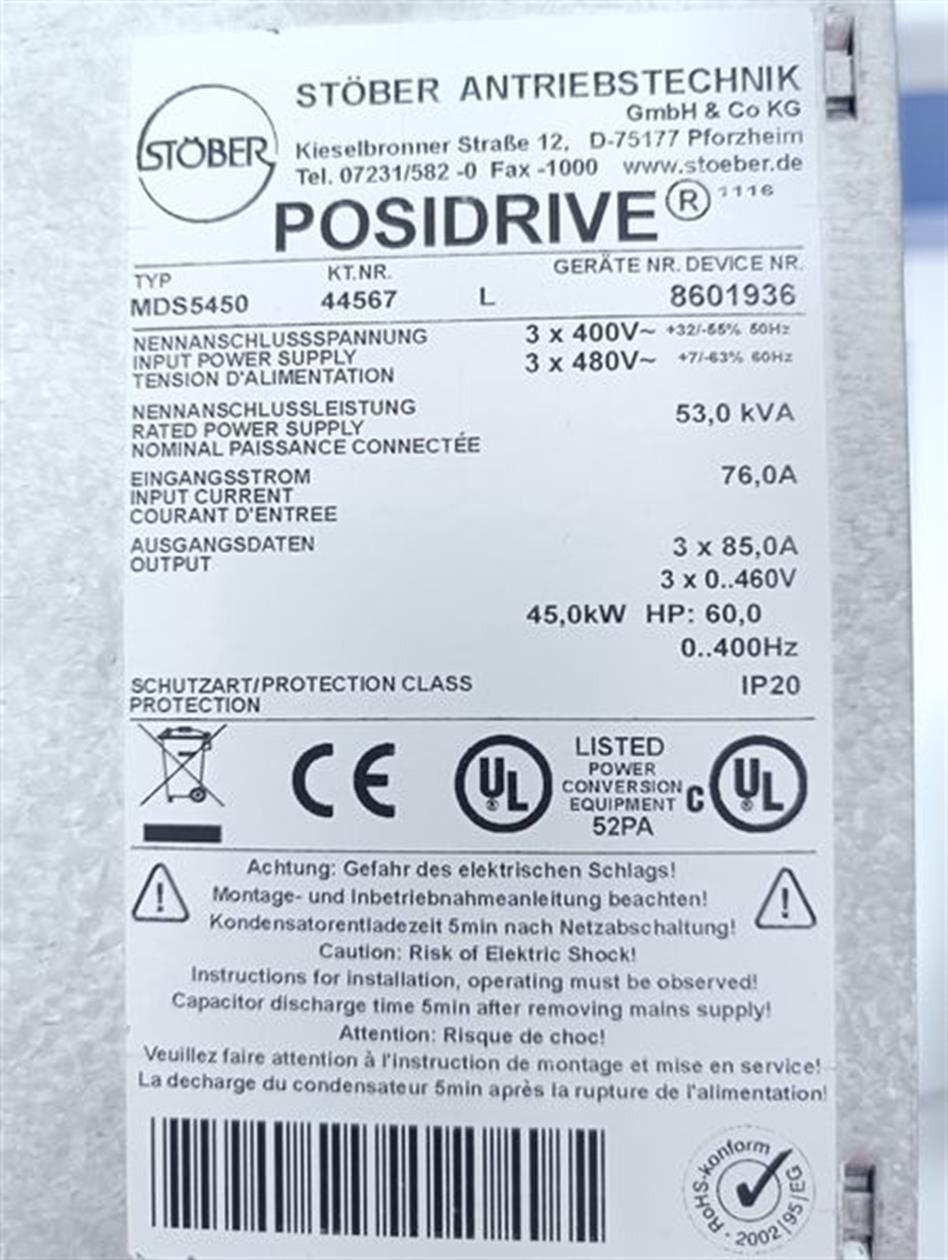 STÖBER
STÖBER ANTRIEBSTECHNIK
GmbH & Co KG
Kieselbronner Straße 12, D-75177 Pforzheim
Tel. 07231/582 -0 Fax -1000 www.stoeber.de
POSIDRIVE® 1116
TYP KT.NR. GERÄTE NR. DEVICE NR.
MDS5450 44567 L 8601936
NENNANSCHLUSSSPANNUNG 3 x 400V~ +32/-55% 50Hz
INPUT POWER SUPPLY 3 x 480V~ +7/-63% 60Hz
TENSION D'ALIMENTATION
NENNANSCHLUSSLEISTUNG 53,0 kVA
RATED POWER SUPPLY
NOMINAL PAISSANCE CONNECTÉE
EINGANGSSTROM 76,0A
INPUT CURRENT
COURANT D'ENTREE
AUSGANGSDATEN 3 x 85,0A
OUTPUT
3 x 0..460V
45,0kW HP: 60,0
0..400Hz
SCHUTZART/PROTECTION CLASS IP20
PROTECTION
CE
UL
LISTED
POWER
CONVERSION
EQUIPMENT
52PA
C UL
Achtung: Gefahr des elektrischen Schlags!
Montage- und Inbetriebnahmeanleitung beachten!
Kondensatorentladezeit 5min nach Netzabschaltung!
Caution: Risk of Elektric Shock!
Instructions for installation, operating must be observed!
Capacitor discharge time 5min after removing mains supply!
Attention: Risque de choc!
Veuillez faire attention à l'instruction de montage et mise en service!
La decharge du condensateur 5min après la rupture de l'alimentation!
RoHS-konform · 2002/95/EG